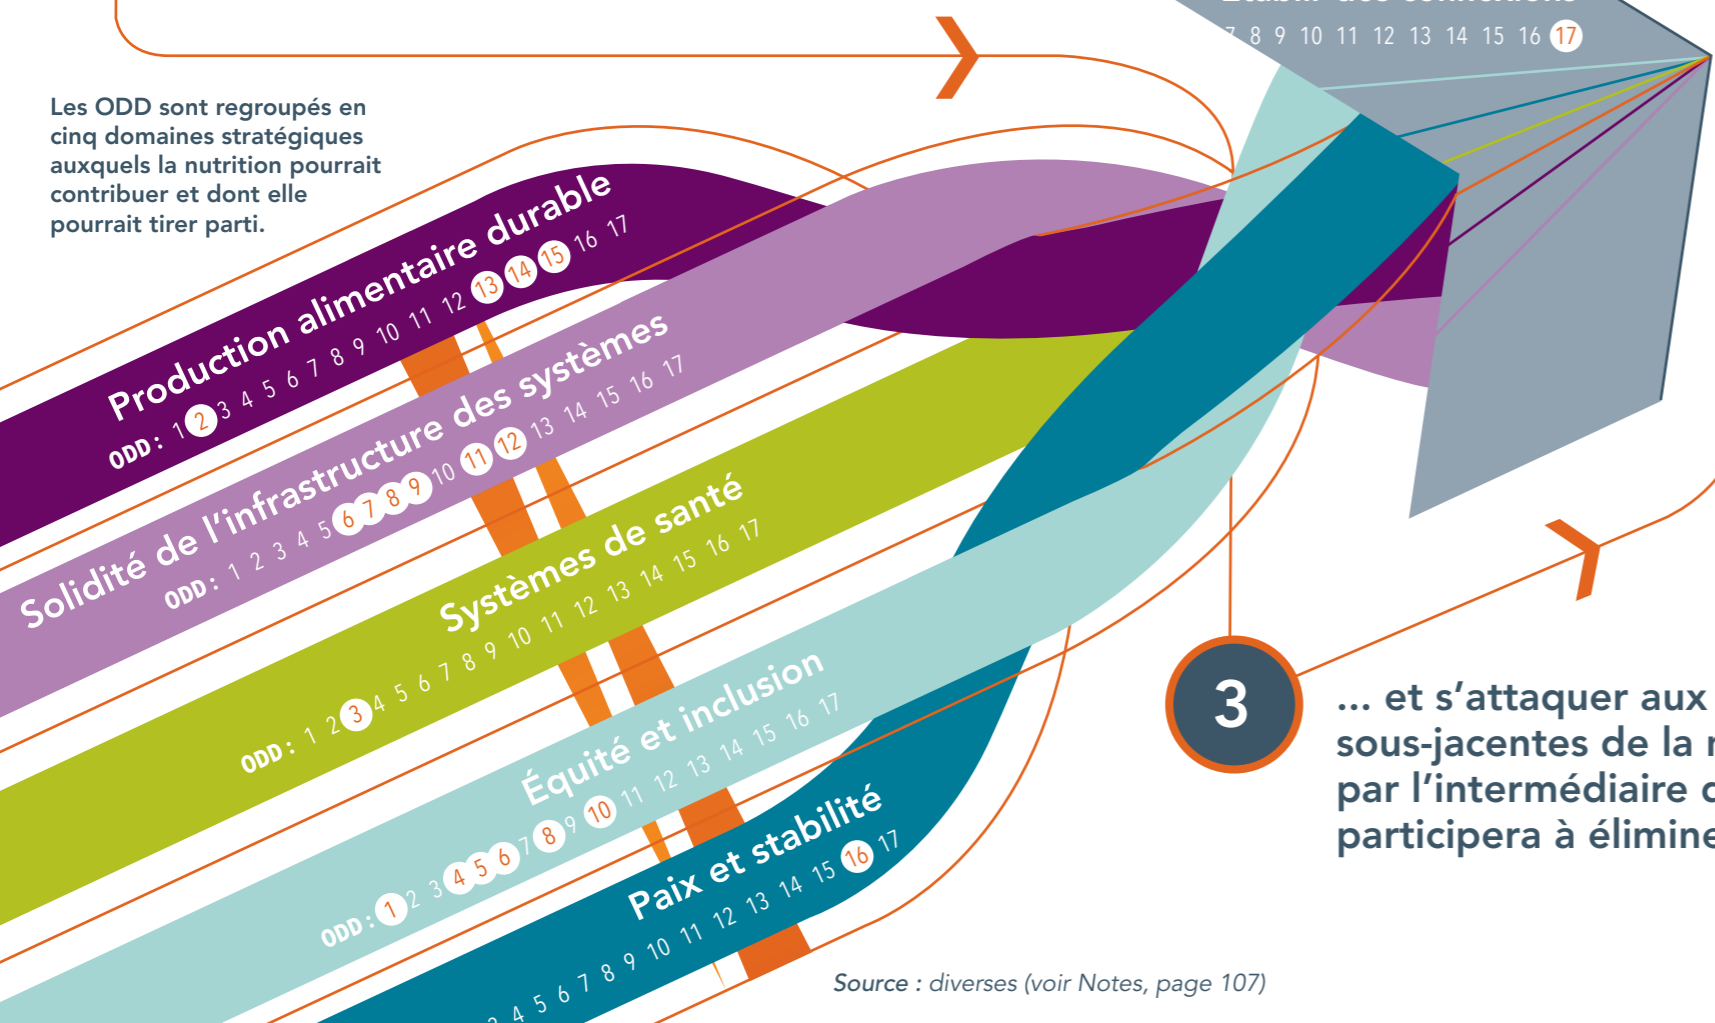 7 8 9 10 11 12 13 14 15 16 17
Les ODD sont regroupés en
cinq domaines stratégiques
auxquels la nutrition pourrait
contribuer et dont elle
pourrait tirer parti.
Production alimentaire durable
ODD: 1 2 3 4 5 6 7 8 9 10 11 12 13 14 15 16 17
Solidité de l’infrastructure des systèmes
ODD: 1 2 3 4 5 6 7 8 9 10 11 12 13 14 15 16 17
Systèmes de santé
ODD: 1 2 3 4 5 6 7 8 9 10 11 12 13 14 15 16 17
Équité et inclusion
ODD: 1 2 3 4 5 6 7 8 9 10 11 12 13 14 15 16 17
Paix et stabilité
4 5 6 7 8 9 10 11 12 13 14 15 16 17
3
... et s’attaquer aux
sous-jacentes de la
par l’intermédiaire
participera à élimine
Source : diverses (voir Notes, page 107)